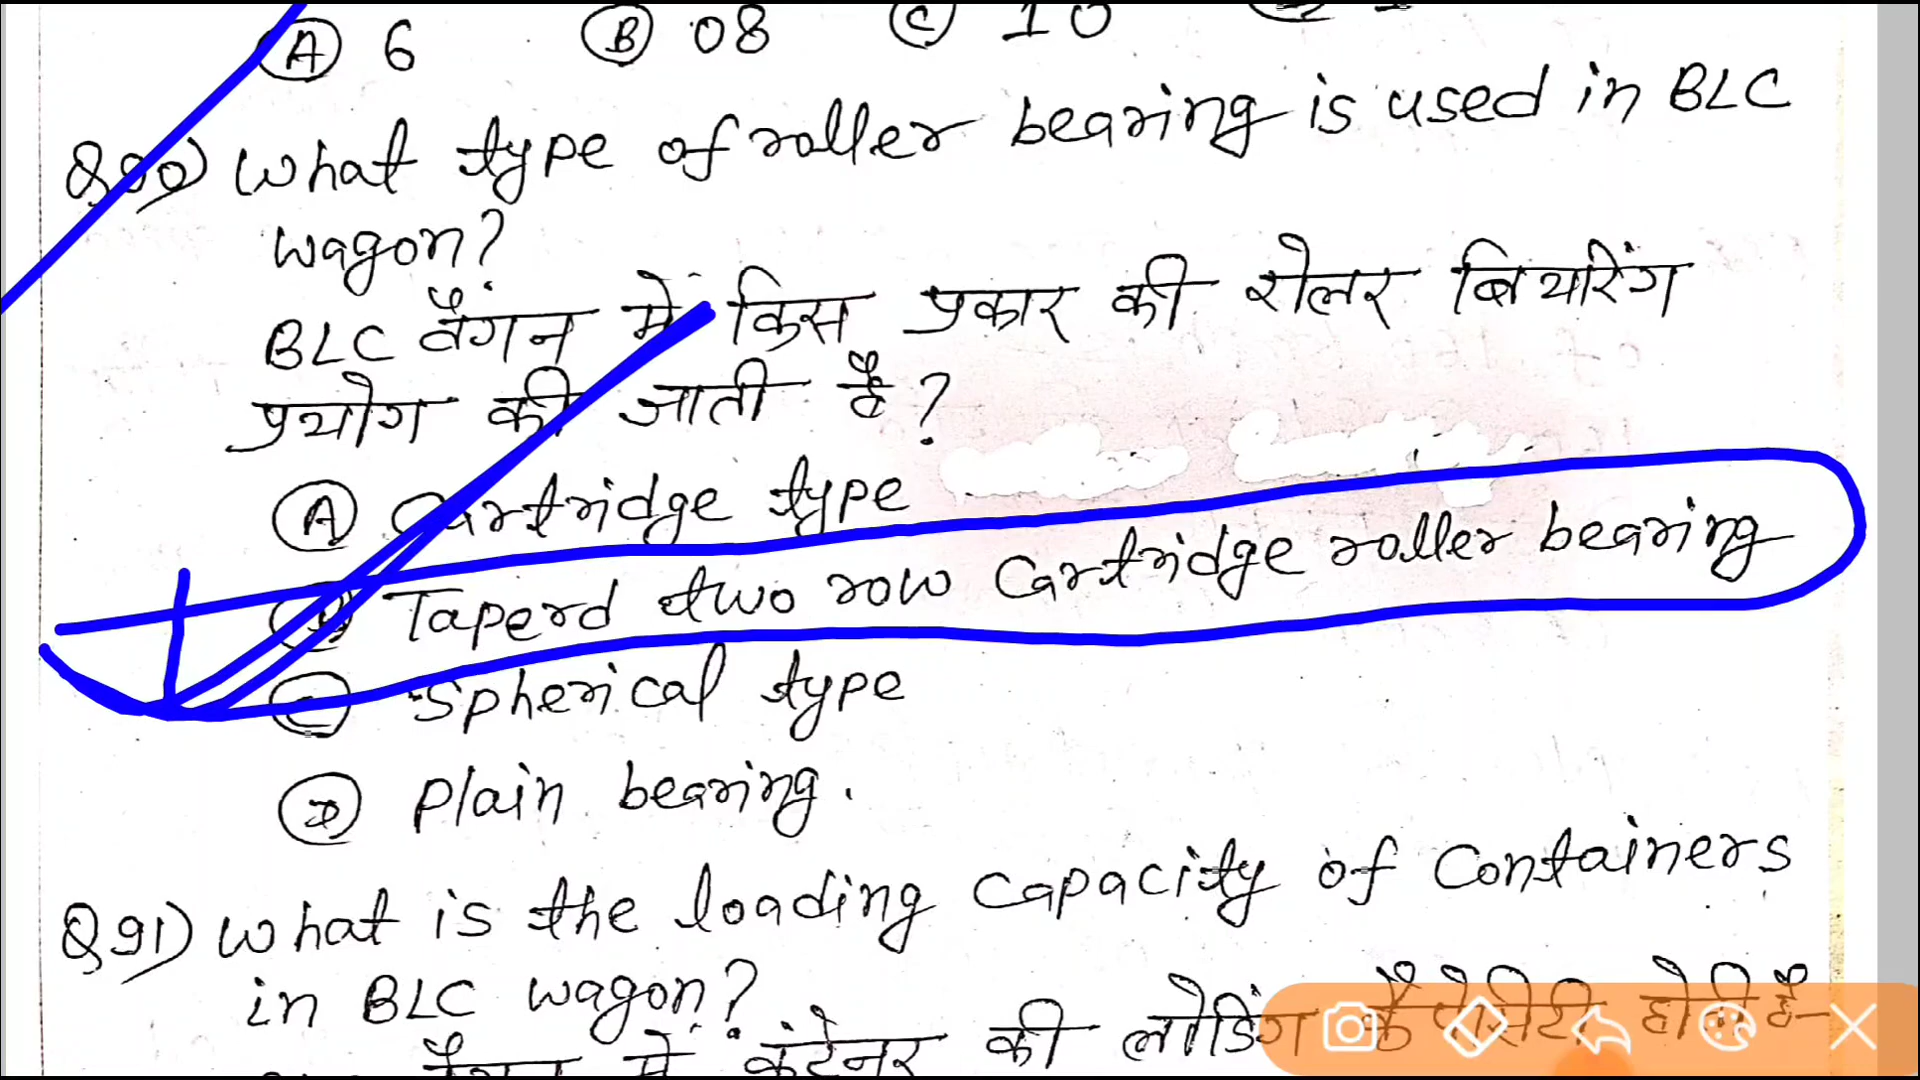 Ⓐ 6 Ⓑ 08 Ⓒ 10
Q90) What type of roller bearing is used in BLC
wagon?
BLC वैंगन में किस प्रकार की रोलर बियरिंग
प्रयोग की जाती है?
Ⓐ Cartridge type
Ⓑ Taperd two row Cartridge roller bearing
Ⓒ Spherical type
Ⓓ plain bearing.
Q91) What is the loading capacity of Containers
in BLC wagon?
वैगन में कंटेनर की लोडिंग कैपेसिटी होती है-